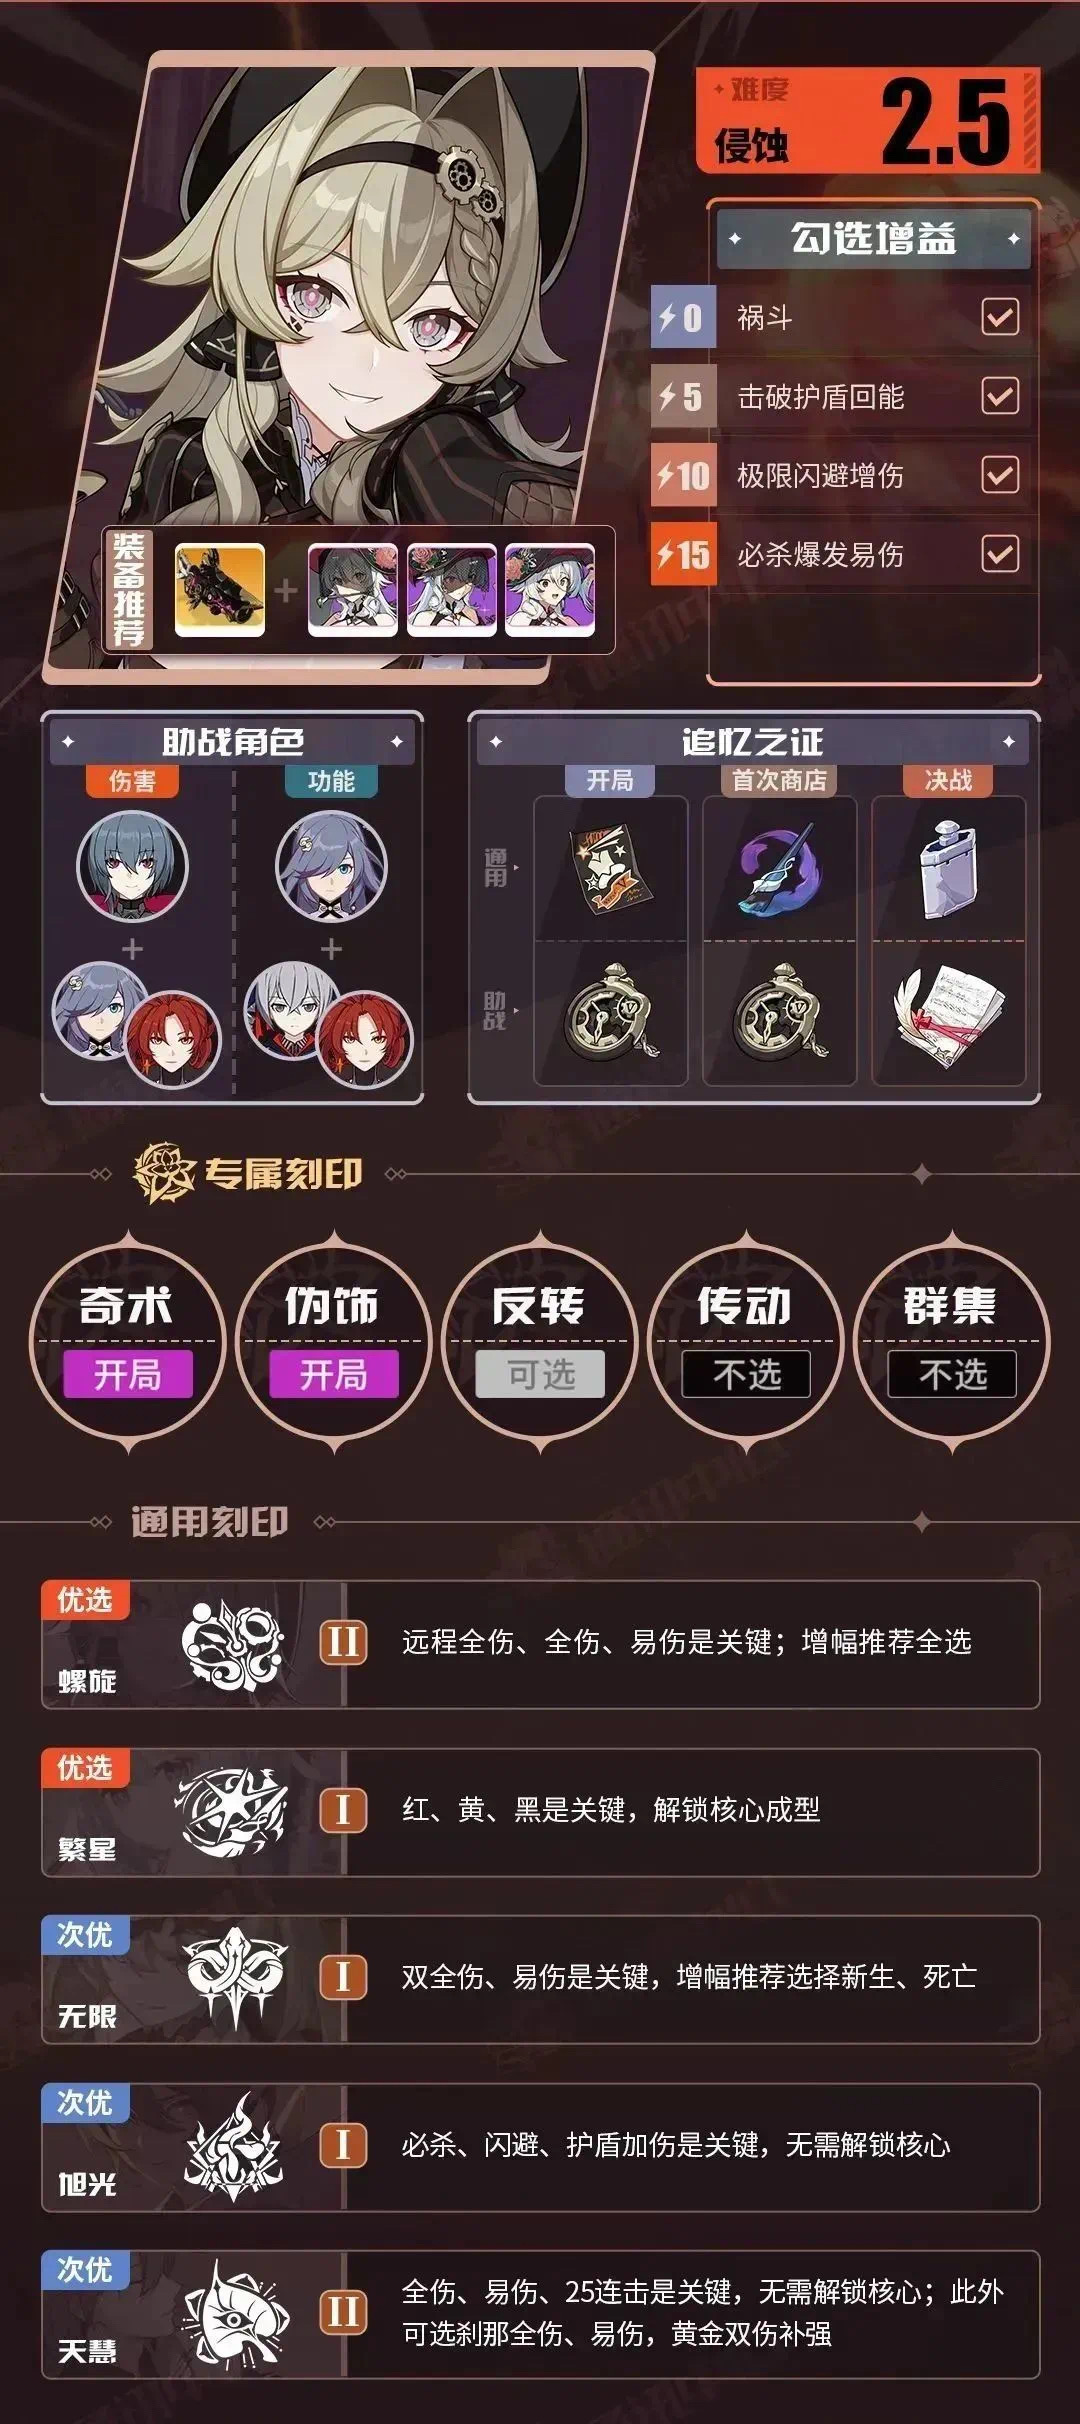 难度
侵蚀
2.5
勾选增益
0
祸斗
5
击破护盾回能
10
极限闪避增伤
15
必杀爆发易伤
装备推荐
+
助战角色
伤害
功能
+
+
追忆之证
开局
首次商店
决战
通用
助战
专属刻印
奇术
开局
伪饰
开局
反转
可选
传动
不选
群集
不选
通用刻印
优选
螺旋
II
远程全伤、全伤、易伤是关键；增幅推荐全选
优选
繁星
I
红、黄、黑是关键，解锁核心成型
次优
无限
I
双全伤、易伤是关键，增幅推荐选择新生、死亡
次优
旭光
I
必杀、闪避、护盾加伤是关键，无需解锁核心
次优
天慧
II
全伤、易伤、25连击是关键，无需解锁核心；此外
可选刹那全伤、易伤，黄金双伤补强